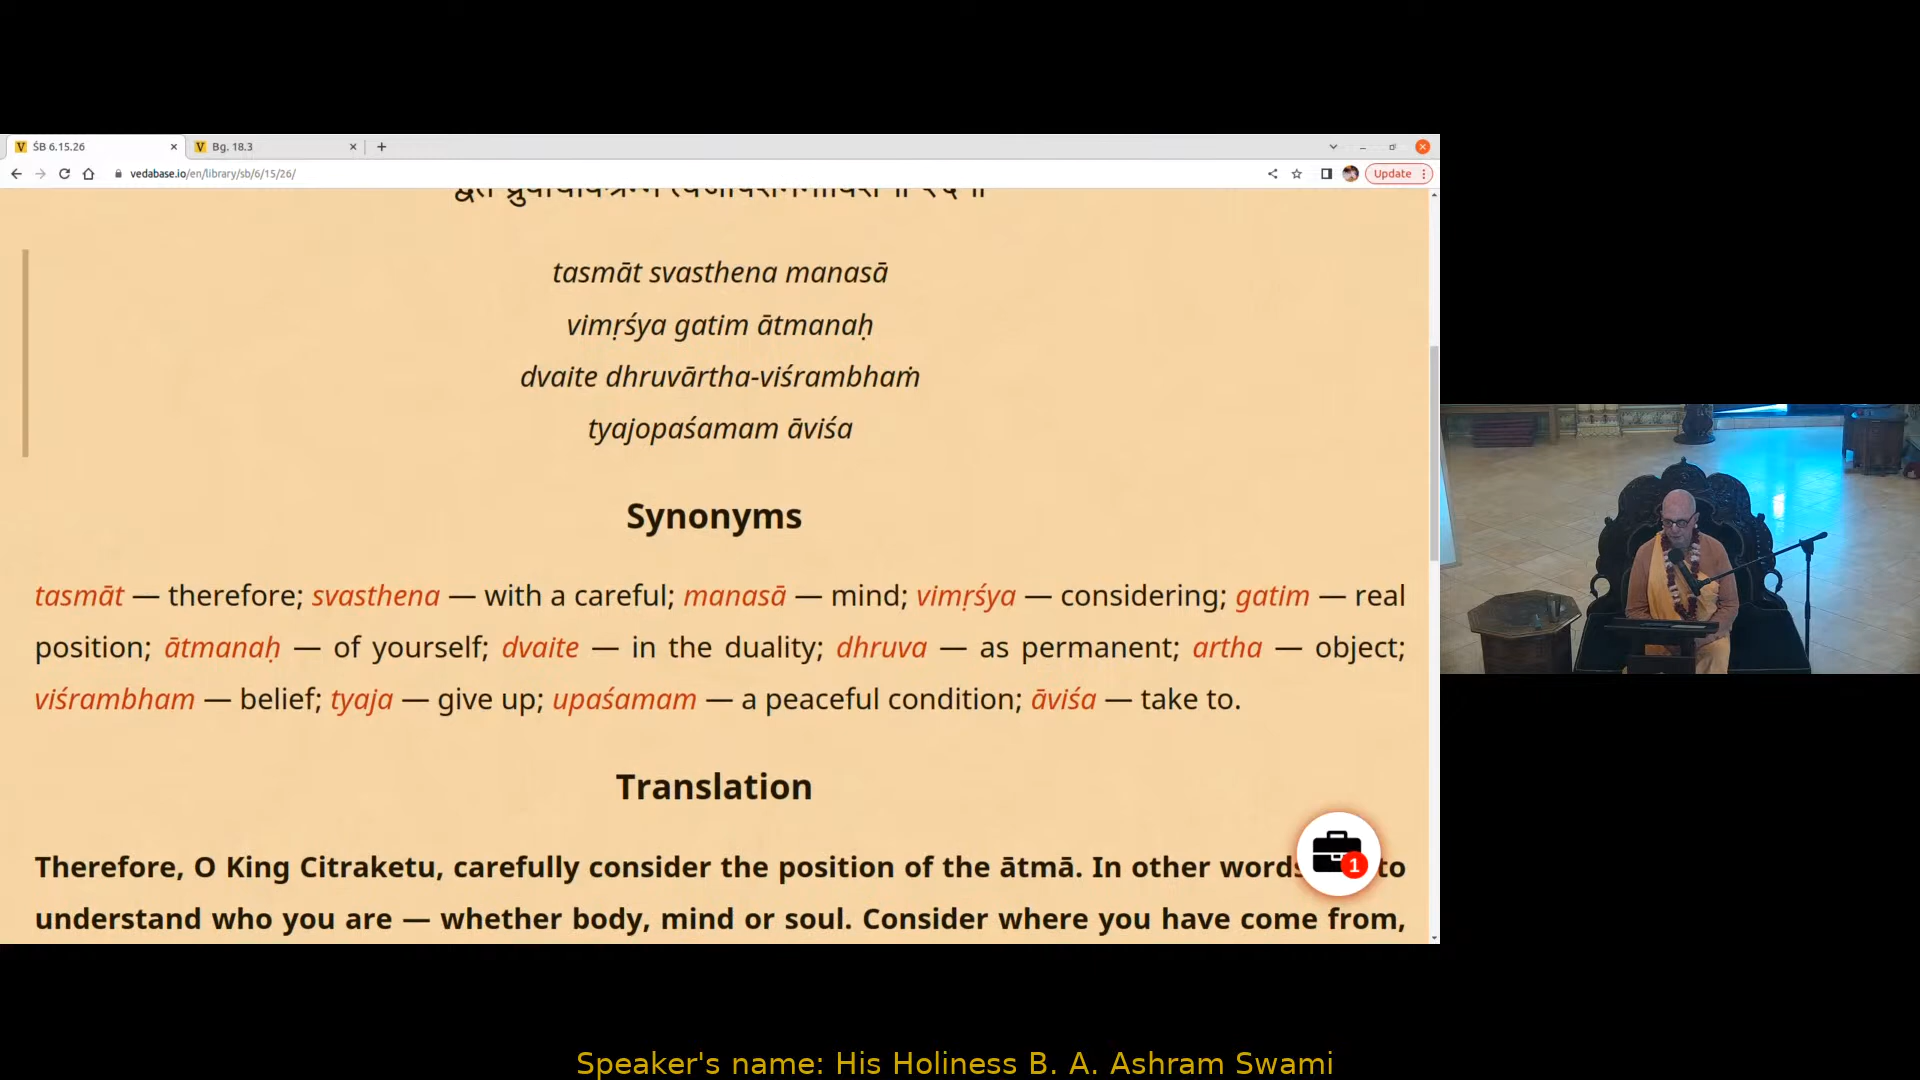 ŚB 6.15.26
Bg. 18.3
vedabase.io/en/library/sb/6/15/26/
Update
tasmāt svasthena manasā
vimṛśya gatim ātmanaḥ
dvaite dhruvārtha-viśrambhaṁ
tyajopaśamam āviśa
Synonyms
tasmāt — therefore; svasthena — with a careful; manasā — mind; vimṛśya — considering; gatim — real
position; ātmanaḥ — of yourself; dvaite — in the duality; dhruva — as permanent; artha — object;
viśrambham — belief; tyaja — give up; upaśamam — a peaceful condition; āviśa — take to.
Translation
Therefore, O King Citraketu, carefully consider the position of the ātmā. In other words to
understand who you are — whether body, mind or soul. Consider where you have come from,
1
Speaker's name: His Holiness B. A. Ashram Swami